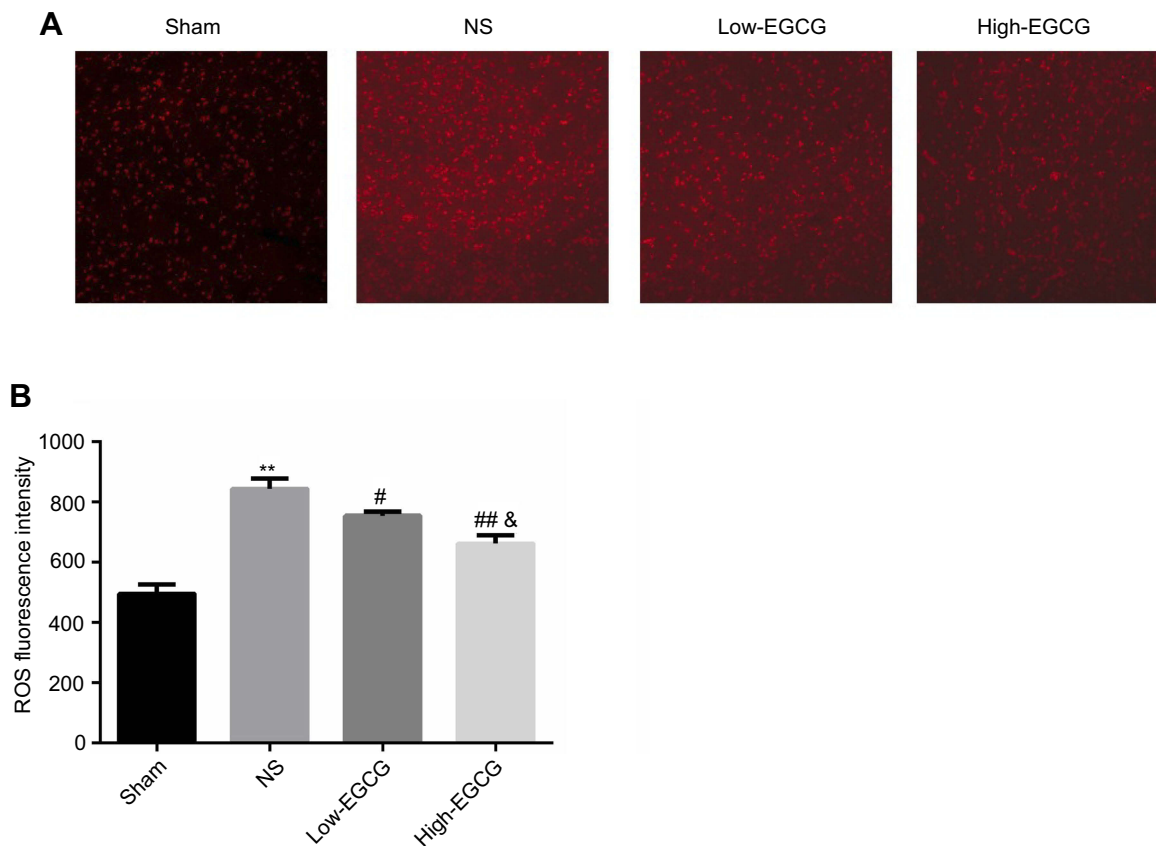 A
Sham
NS
Low-EGCG
High-EGCG
B
ROS fluorescence intensity
1000
800
600
400
200
0
**
#
## &
Sham
NS
Low-EGCG
High-EGCG